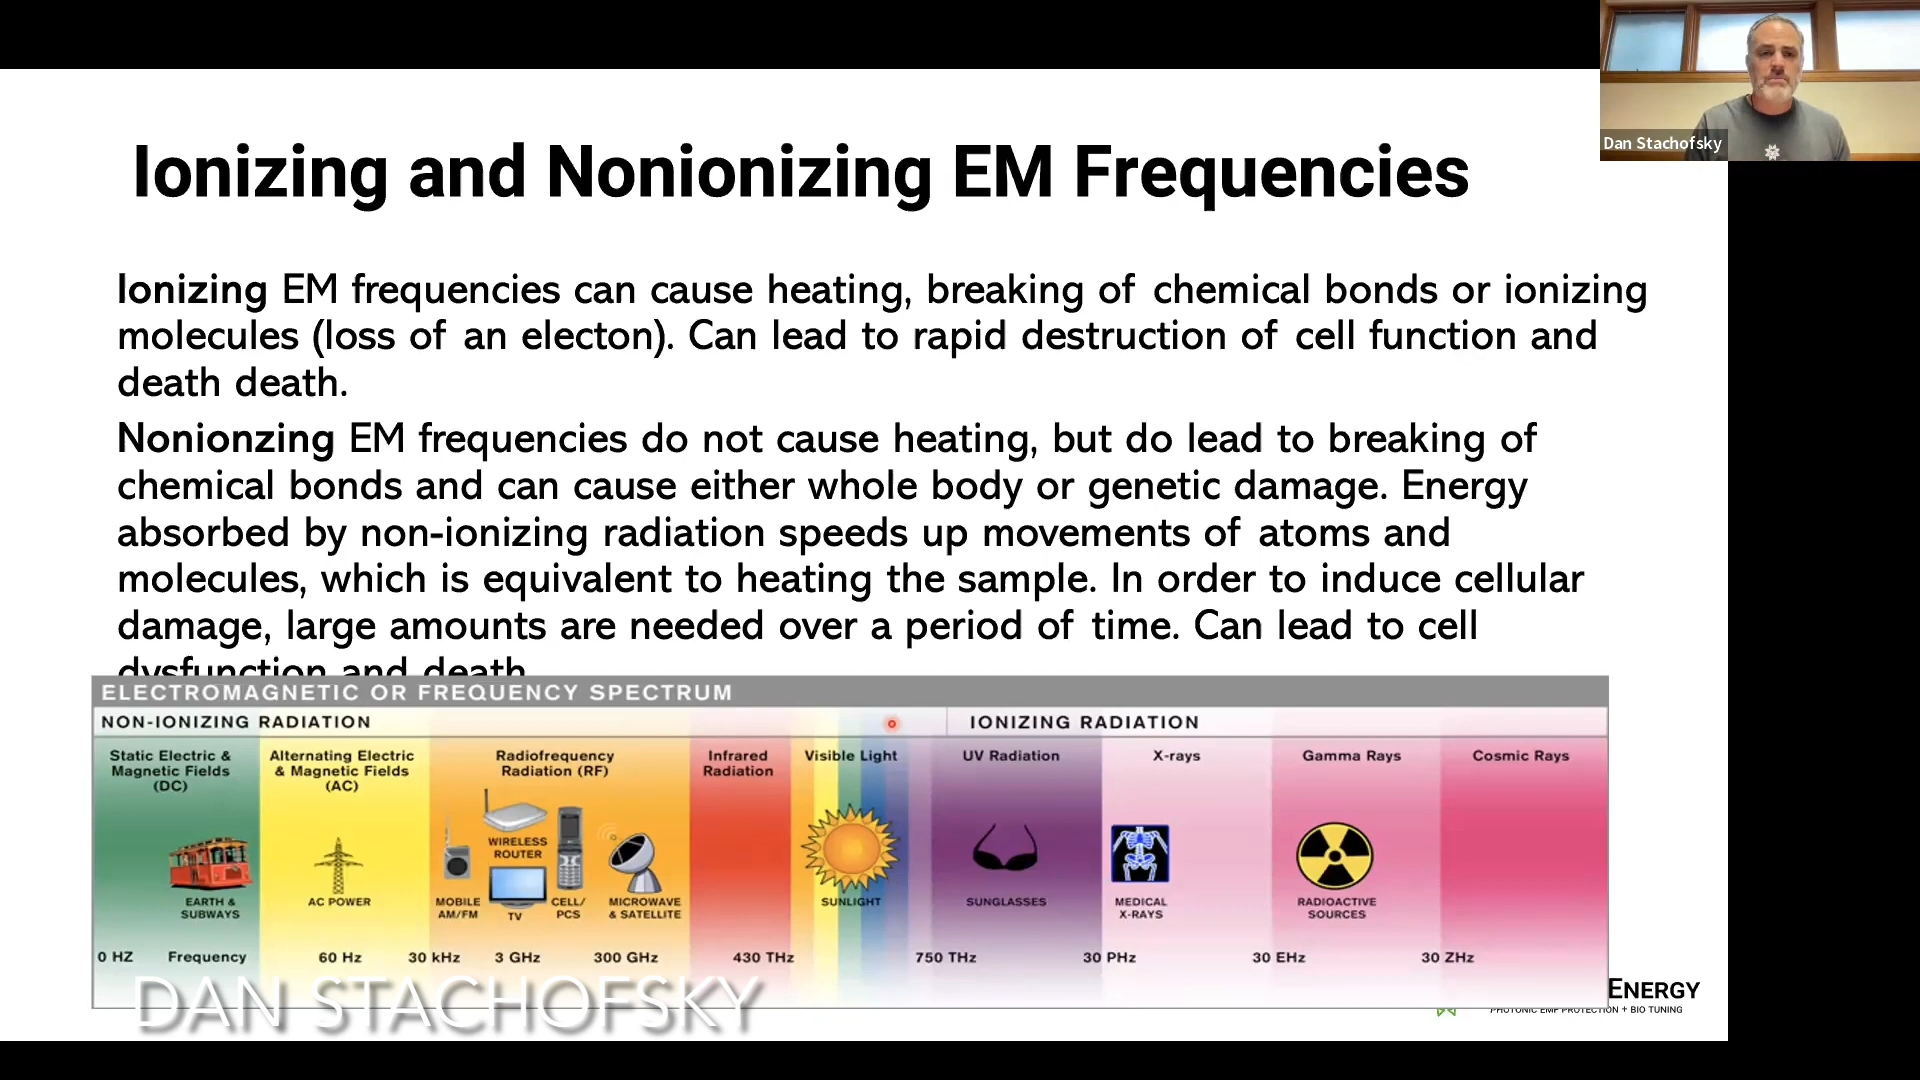 Dan Stachofsky
Ionizing and Nonionizing EM Frequencies
Ionizing EM frequencies can cause heating, breaking of chemical bonds or ionizing
molecules (loss of an electon). Can lead to rapid destruction of cell function and
death death.
Nonionzing EM frequencies do not cause heating, but do lead to breaking of
chemical bonds and can cause either whole body or genetic damage. Energy
absorbed by non-ionizing radiation speeds up movements of atoms and
molecules, which is equivalent to heating the sample. In order to induce cellular
damage, large amounts are needed over a period of time. Can lead to cell
dysfunction and death
ELECTROMAGNETIC OR FREQUENCY SPECTRUM
NON-IONIZING RADIATION IONIZING RADIATION
Static Electric &
Magnetic Fields
(DC)
Alternating Electric
& Magnetic Fields
(AC)
Radiofrequency
Radiation (RF)
Infrared
Radiation
Visible Light
UV Radiation
X-rays
Gamma Rays
Cosmic Rays
EARTH &
SUBWAYS
AC POWER
MOBILE
AM/FM
WIRELESS
ROUTER
TV
CELL/
PCS
MICROWAVE
& SATELLITE
SUNLIGHT
SUNGLASSES
MEDICAL
X-RAYS
RADIOACTIVE
SOURCES
0 HZ Frequency 60 Hz 30 kHz 3 GHz 300 GHz 430 THz 750 THz 30 PHz 30 EHz 30 ZHz
DAN STACHOFSKY
ENERGY
PHOTONIC EMF PROTECTION + BIO TUNING